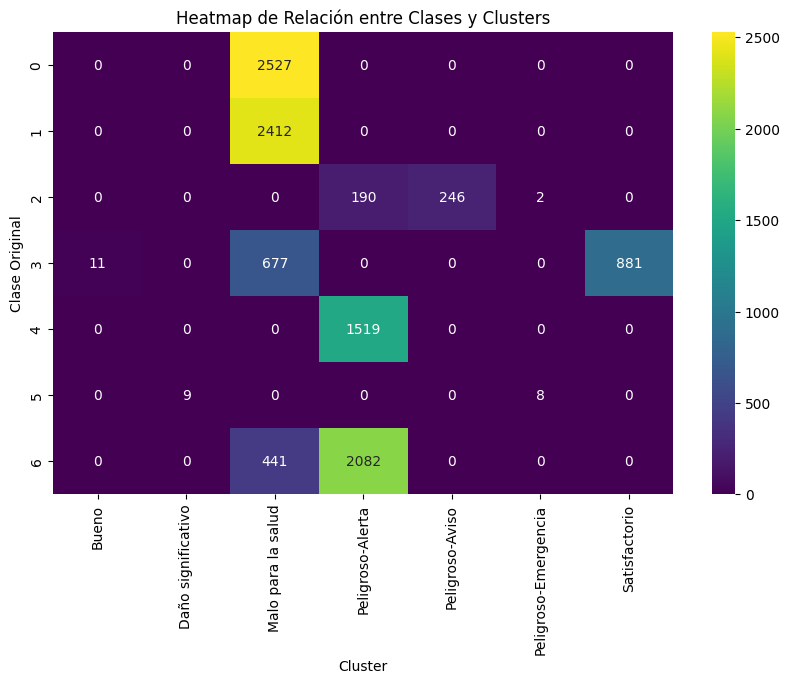 Heatmap de Relación entre Clases y Clusters
Clase Original
0 0 0 2527 0 0 0 0
1 0 0 2412 0 0 0 0
2 0 0 0 190 246 2 0
3 11 0 677 0 0 0 881
4 0 0 0 1519 0 0 0
5 0 9 0 0 0 8 0
6 0 0 441 2082 0 0 0
Bueno
Daño significativo
Malo para la salud
Peligroso-Alerta
Peligroso-Aviso
Peligroso-Emergencia
Satisfactorio
Cluster
2500
2000
1500
1000
500
0